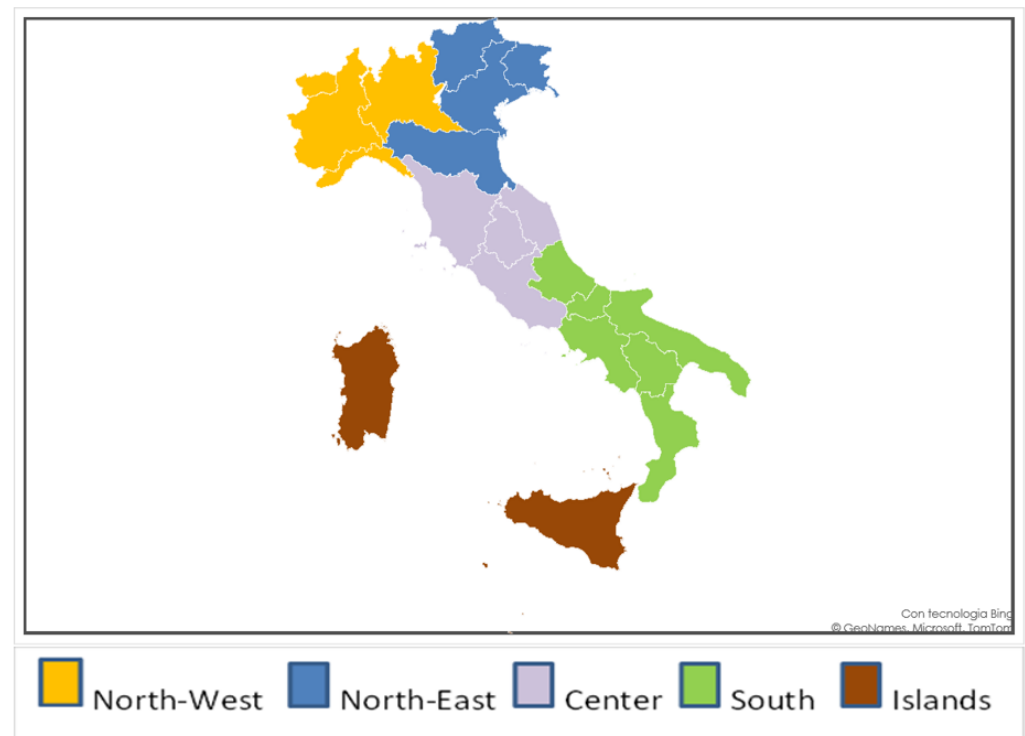 Con tecnologia Bing
© GeoNames, Microsoft, TomTom
North-West North-East Center South Islands